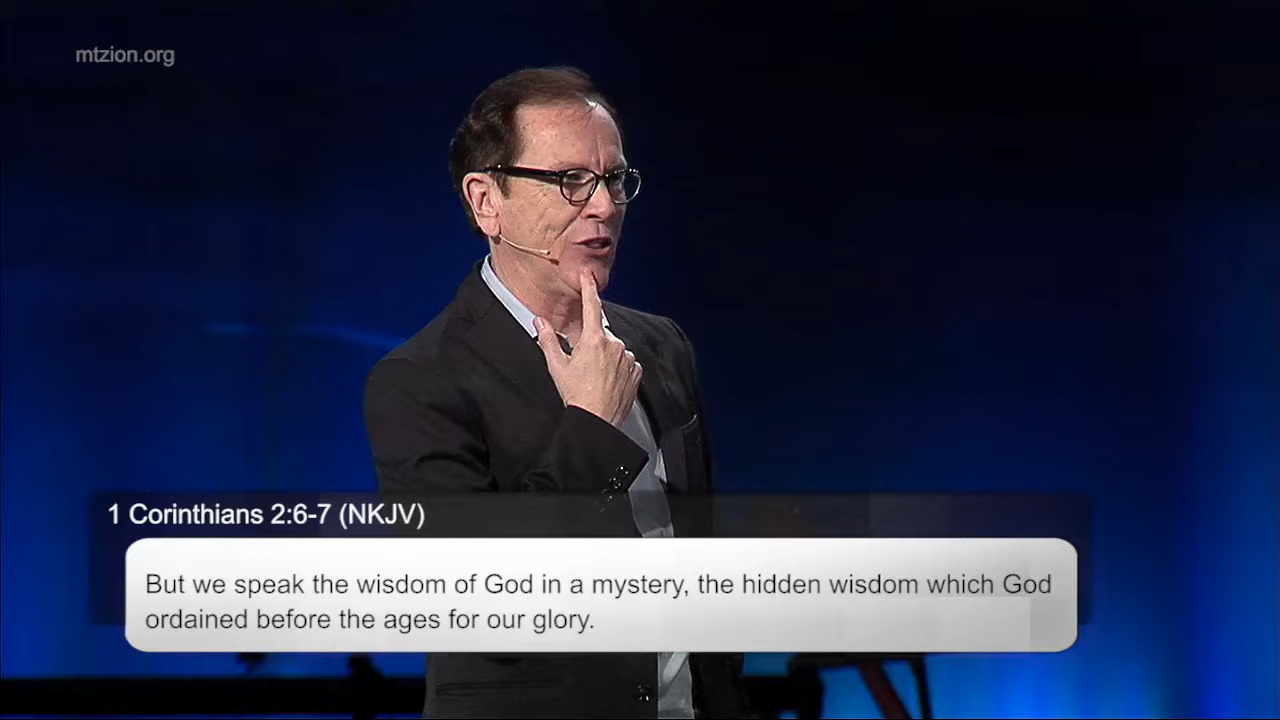 mtzion.org
1 Corinthians 2:6-7 (NKJV)
But we speak the wisdom of God in a mystery, the hidden wisdom which God
ordained before the ages for our glory.